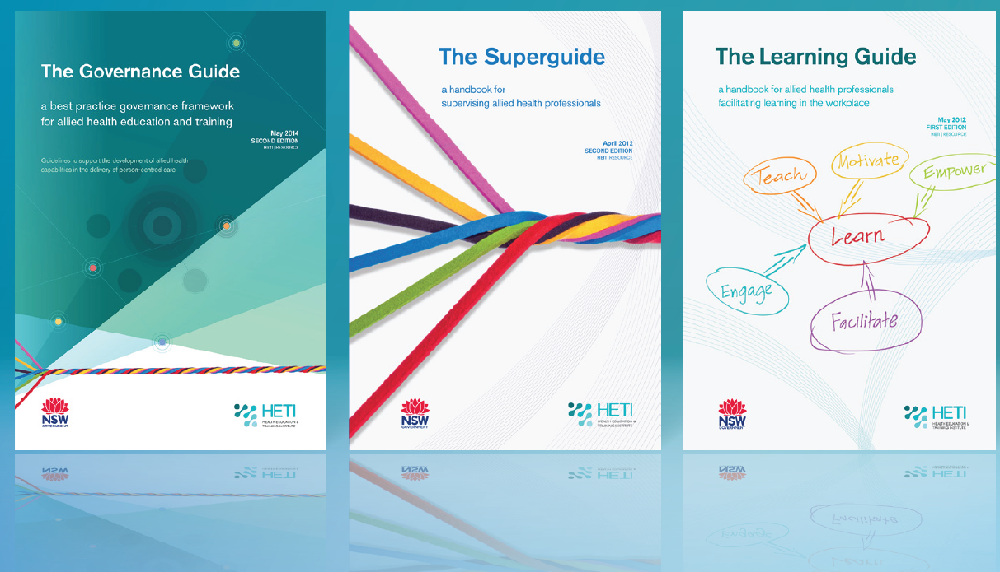 The Governance Guide
a best practice governance framework
for allied health education and training
May 2014
SECOND EDITION
HETI | RESOURCE
Guidelines to support the development of allied health
capabilities in the delivery of person-centred care
NSW
GOVERNMENT
HETI
HEALTH EDUCATION &
TRAINING INSTITUTE
The Superguide
a handbook for
supervising allied health professionals
April 2012
SECOND EDITION
HETI | RESOURCE
NSW
GOVERNMENT
HETI
HEALTH EDUCATION &
TRAINING INSTITUTE
The Learning Guide
a handbook for allied health professionals
facilitating learning in the workplace
May 2012
FIRST EDITION
HETI | RESOURCE
Teach
Motivate
Empower
Learn
Engage
Facilitate
NSW
GOVERNMENT
HETI
HEALTH EDUCATION &
TRAINING INSTITUTE